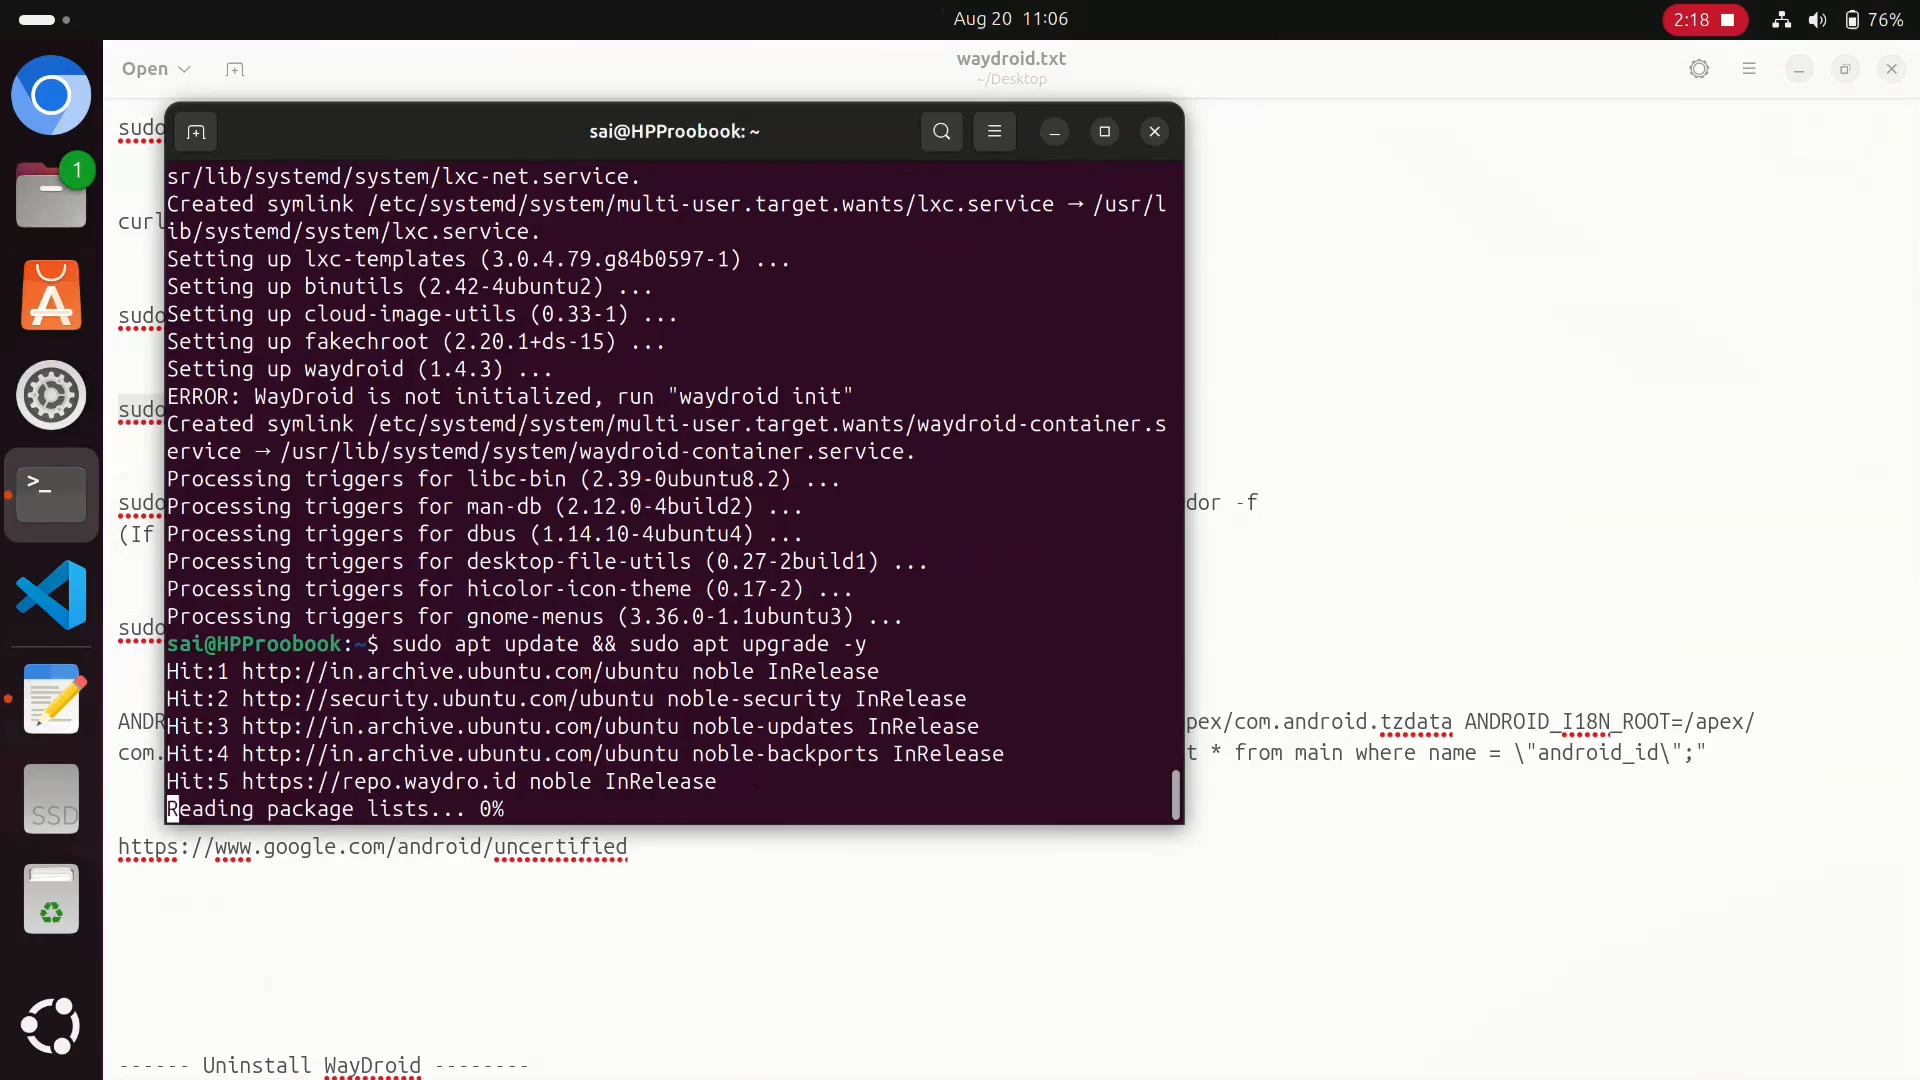 Aug 20 11:06
2:18
76%
Open
waydroid.txt
~/Desktop
1
sai@HPProobook: ~
sudo
curl
sudo
sudo
sudo
dor -f
(If
sudo
ANDR
pex/com.android.tzdata ANDROID_I18N_ROOT=/apex/
com.
t * from main where name = \"android_id\";"
sr/lib/systemd/system/lxc-net.service.
Created symlink /etc/systemd/system/multi-user.target.wants/lxc.service → /usr/l
ib/systemd/system/lxc.service.
Setting up lxc-templates (3.0.4.79.g84b0597-1) ...
Setting up binutils (2.42-4ubuntu2) ...
Setting up cloud-image-utils (0.33-1) ...
Setting up fakechroot (2.20.1+ds-15) ...
Setting up waydroid (1.4.3) ...
ERROR: WayDroid is not initialized, run "waydroid init"
Created symlink /etc/systemd/system/multi-user.target.wants/waydroid-container.s
ervice → /usr/lib/systemd/system/waydroid-container.service.
Processing triggers for libc-bin (2.39-0ubuntu8.2) ...
Processing triggers for man-db (2.12.0-4build2) ...
Processing triggers for dbus (1.14.10-4ubuntu4) ...
Processing triggers for desktop-file-utils (0.27-2build1) ...
Processing triggers for hicolor-icon-theme (0.17-2) ...
Processing triggers for gnome-menus (3.36.0-1.1ubuntu3) ...
sai@HPProobook:~$ sudo apt update && sudo apt upgrade -y
Hit:1 http://in.archive.ubuntu.com/ubuntu noble InRelease
Hit:2 http://security.ubuntu.com/ubuntu noble-security InRelease
Hit:3 http://in.archive.ubuntu.com/ubuntu noble-updates InRelease
Hit:4 http://in.archive.ubuntu.com/ubuntu noble-backports InRelease
Hit:5 https://repo.waydro.id noble InRelease
Reading package lists... 0%
https://www.google.com/android/uncertified
SSD
------ Uninstall WayDroid --------